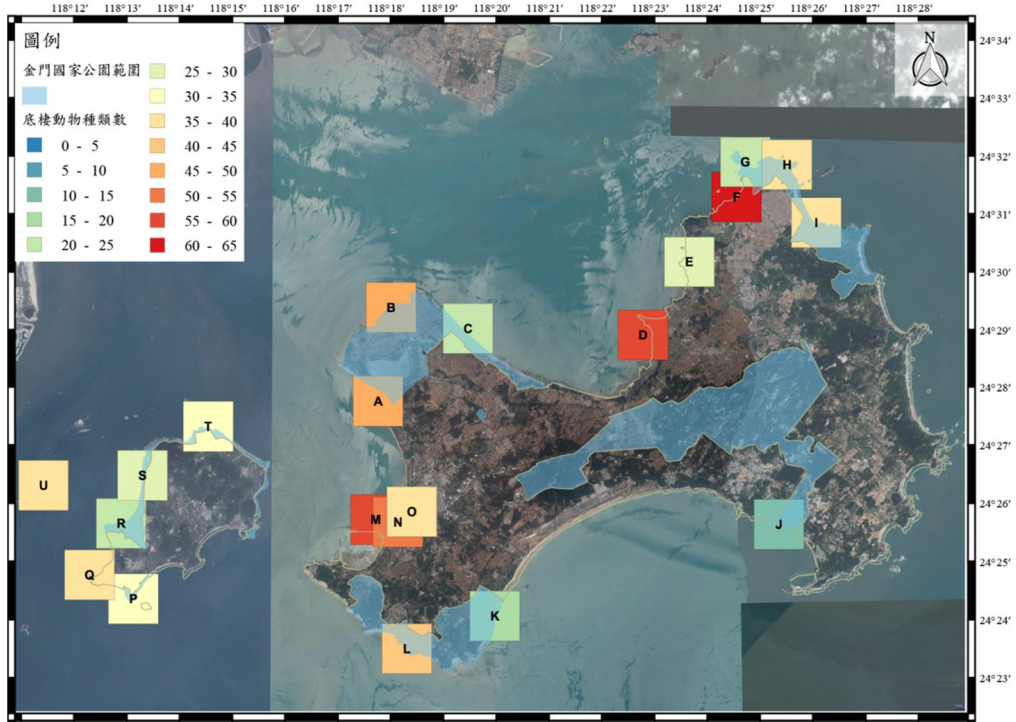 118°12' 118°13' 118°14' 118°15' 118°17' 118°18' 118°19' 118°20' 118°21' 118°22' 118°23' 118°24' 118°25' 118°26' 118°27' 118°28'
圖例
金門國家公園範圍
底棲動物種類數
0 - 5
5 - 10
10 - 15
15 - 20
20 - 25
25 - 30
30 - 35
35 - 40
40 - 45
45 - 50
50 - 55
55 - 60
60 - 65
N
24°34'
24°33'
24°32'
24°31'
24°30'
24°29'
24°28'
24°27'
24°26'
24°25'
24°24'
24°23'
G
H
F
I
E
B
C
D
A
T
S
U
R
M
N
O
J
Q
P
K
L